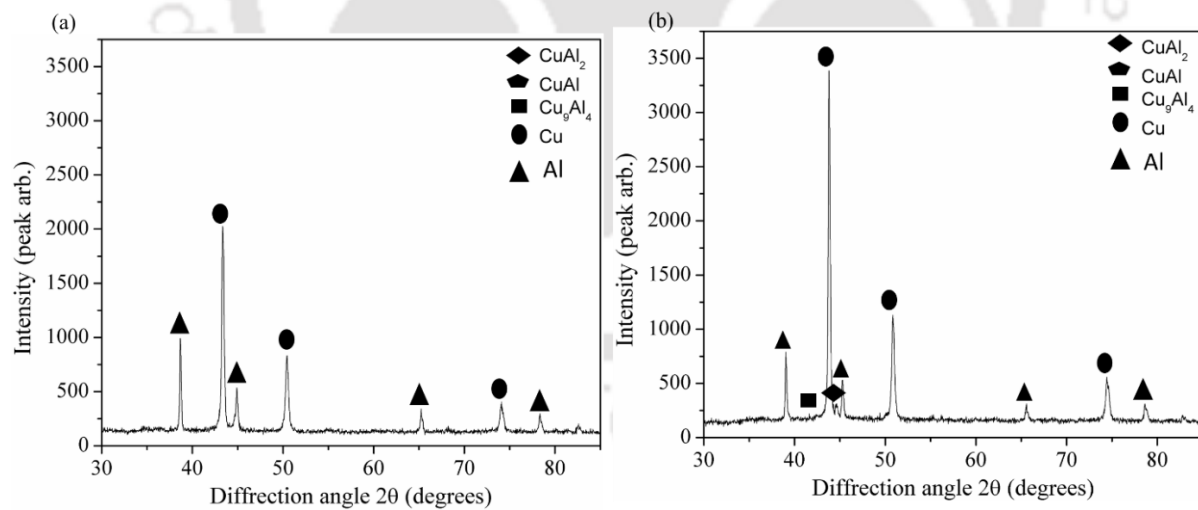 (a)
3500
3000
2500
2000
1500
1000
500
0
Intensity (peak arb.)
CuAl₂
CuAl
Cu₉Al₄
Cu
Al
30 40 50 60 70 80
Diffrection angle 2θ (degrees)
(b)
3500
3000
2500
2000
1500
1000
500
0
Intensity (peak arb.)
CuAl₂
CuAl
Cu₉Al₄
Cu
Al
30 40 50 60 70 80
Diffrection angle 2θ (degrees)